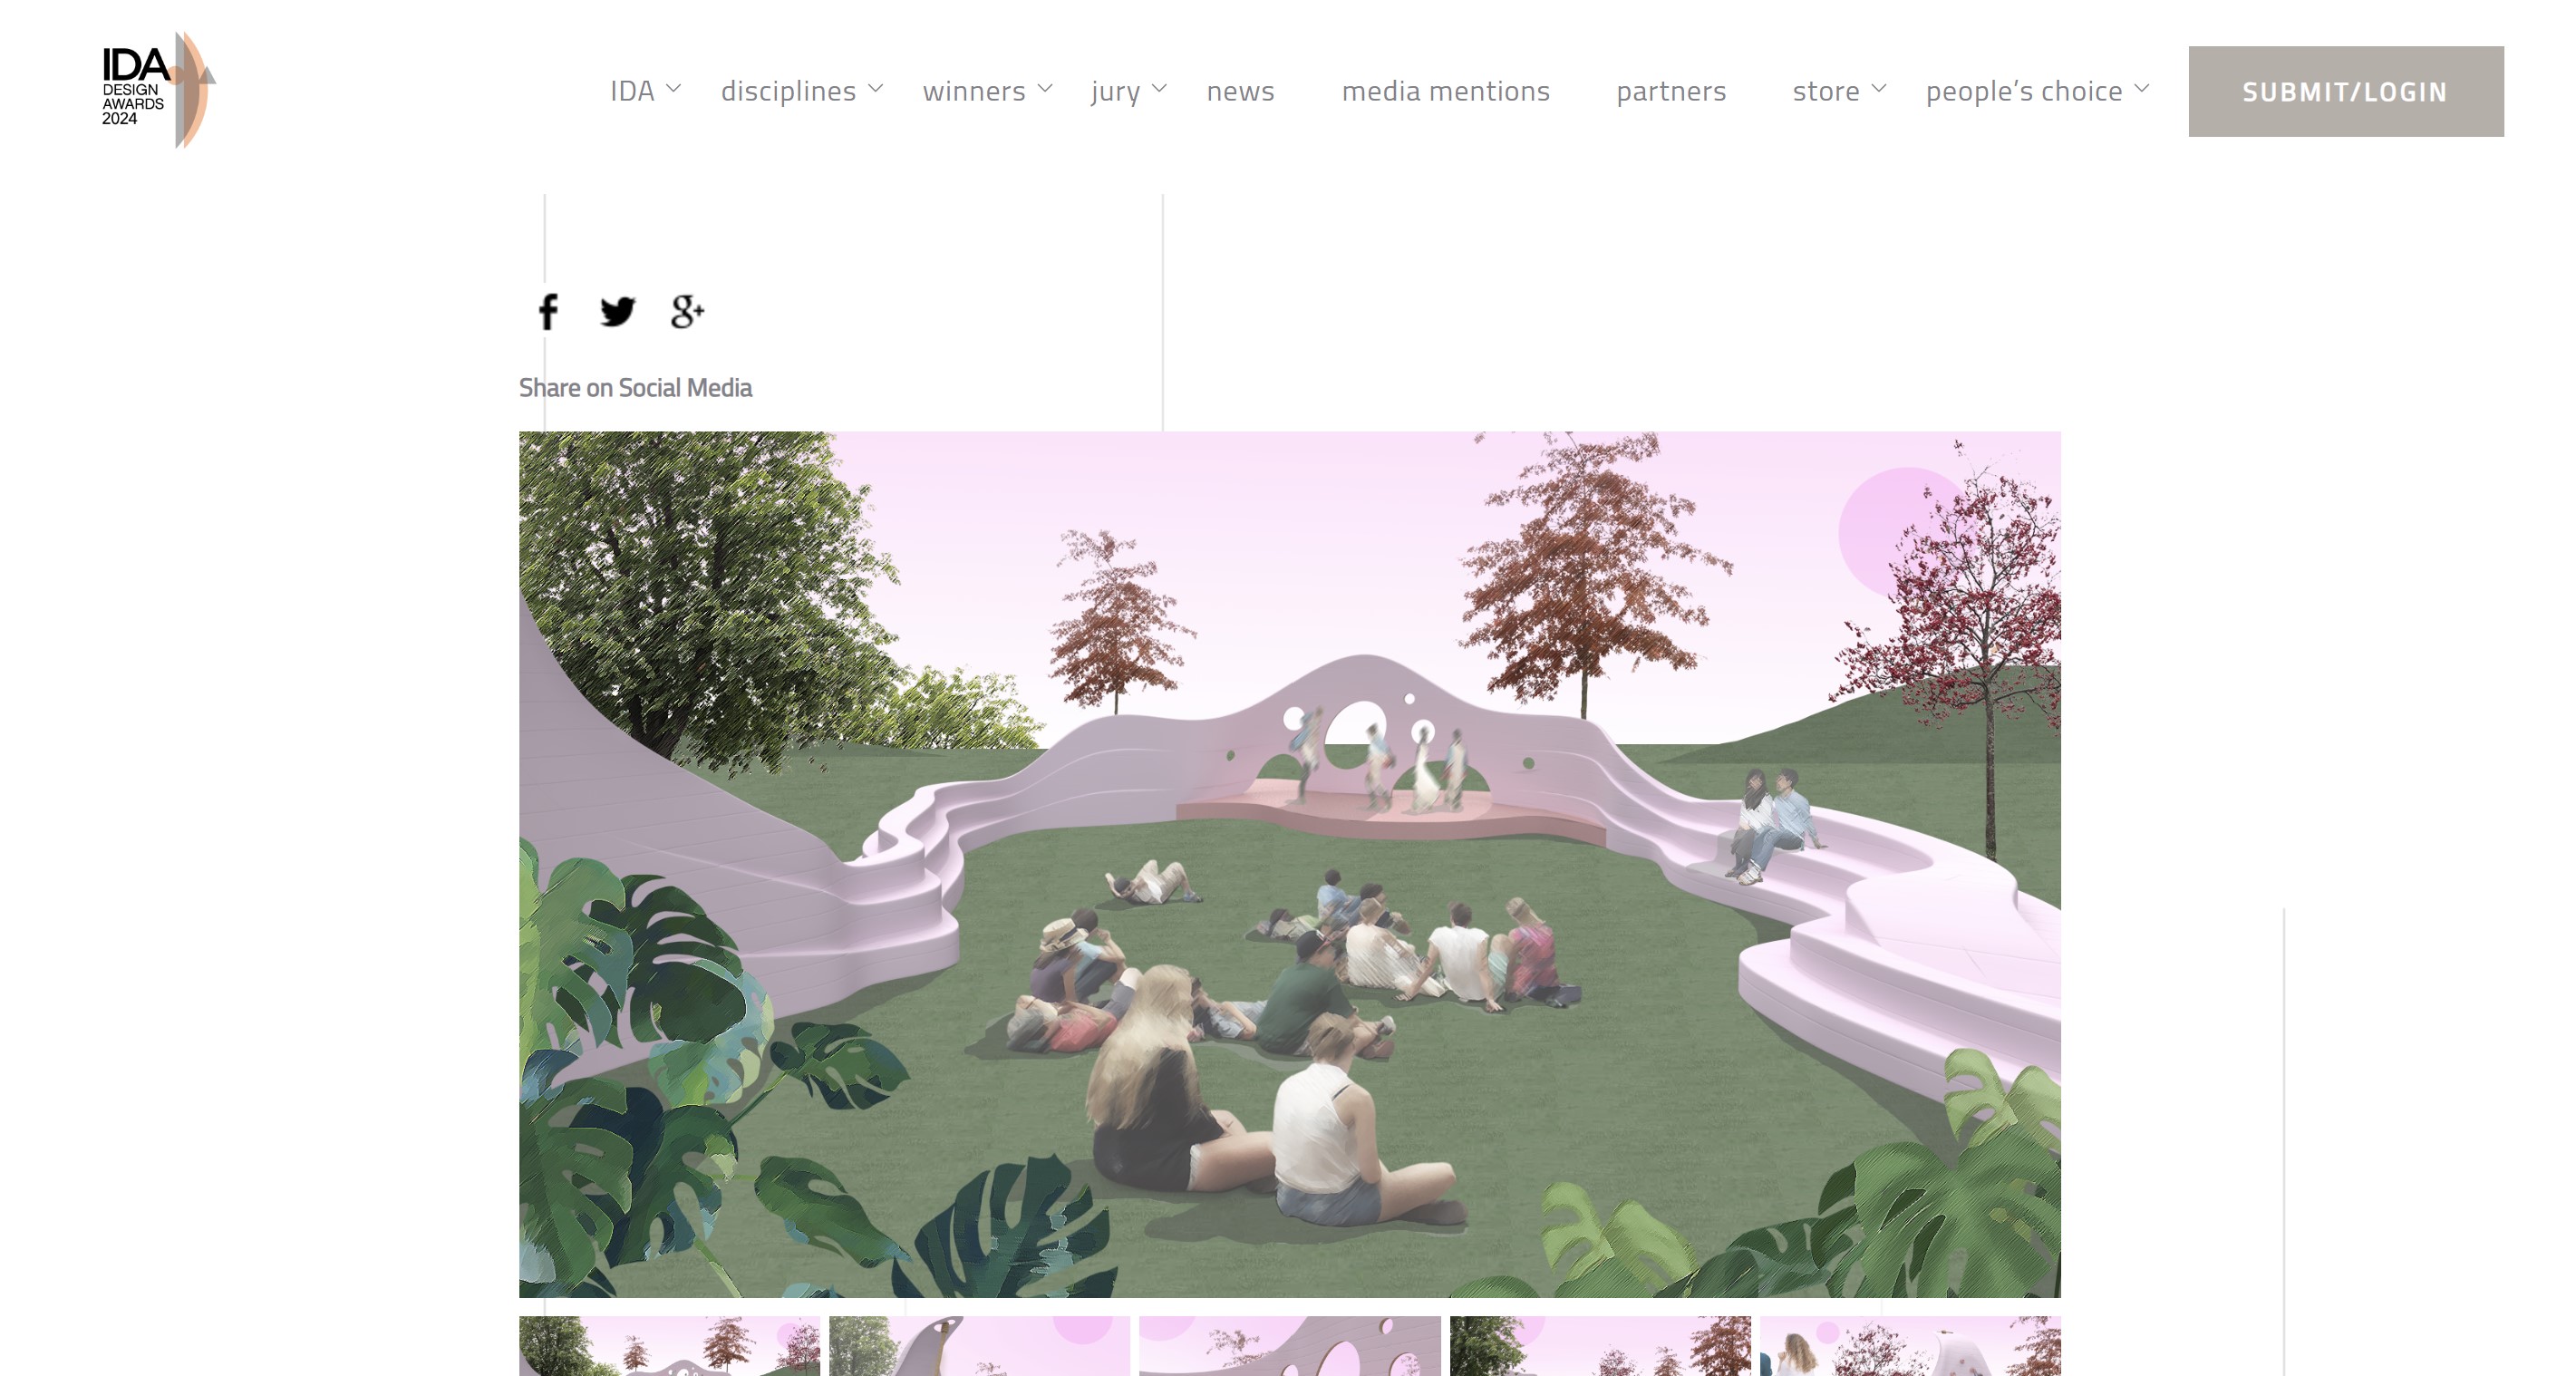 IDA
DESIGN
AWARDS
2024
IDA
disciplines
winners
jury
news
media mentions
partners
store
people's choice
SUBMIT/LOGIN
Share on Social Media